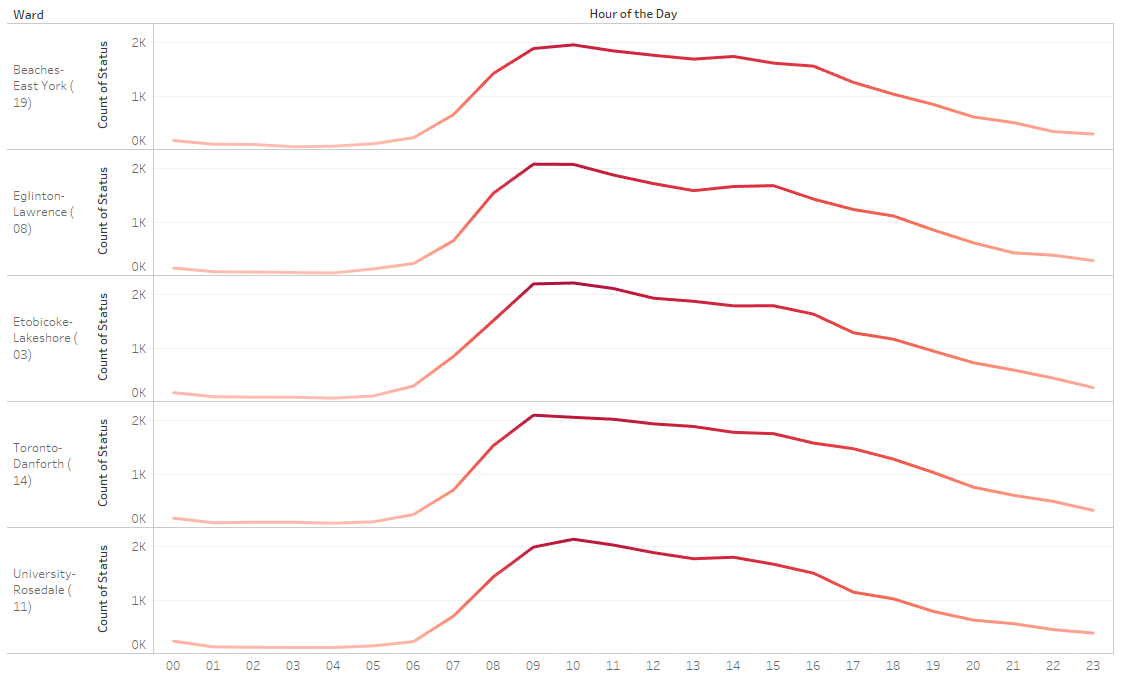 Ward
Hour of the Day
Beaches-
East York (
19)
Count of Status
2K
1K
0K
Eglinton-
Lawrence (
08)
Count of Status
2K
1K
0K
Etobicoke-
Lakeshore (
03)
Count of Status
2K
1K
0K
Toronto-
Danforth (
14)
Count of Status
2K
1K
0K
University-
Rosedale (
11)
Count of Status
2K
1K
0K
00 01 02 03 04 05 06 07 08 09 10 11 12 13 14 15 16 17 18 19 20 21 22 23